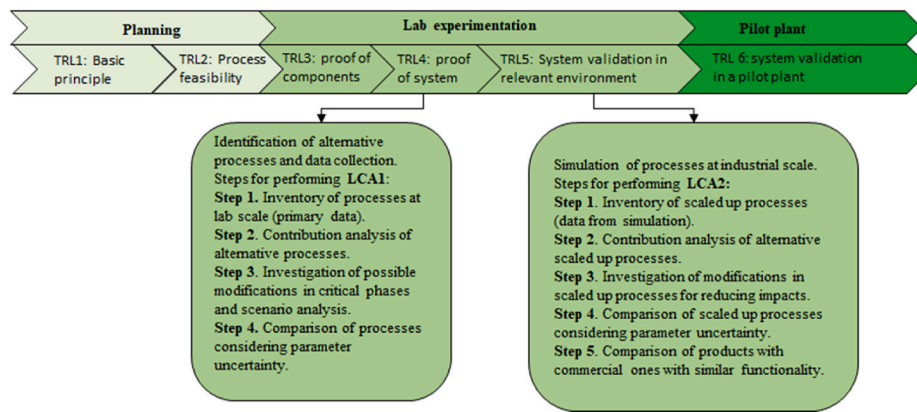 Planning
Lab experimentation
Pilot plant
TRL1: Basic
principle
TRL2: Process
feasibility
TRL3: proof of
components
TRL4: proof
of system
TRL5: System validation in
relevant environment
TRL 6: system validation
in a pilot plant
Identification of alternative
processes and data collection.
Steps for performing LCA1:
Step 1. Inventory of processes at
lab scale (primary data).
Step 2. Contribution analysis of
alternative processes.
Step 3. Investigation of possible
modifications in critical phases
and scenario analysis.
Step 4. Comparison of processes
considering parameter
uncertainty.
Simulation of processes at industrial scale.
Steps for performing LCA2:
Step 1. Inventory of scaled up processes
(data from simulation).
Step 2. Contribution analysis of alternative
scaled up processes.
Step 3. Investigation of modifications in
scaled up processes for reducing impacts.
Step 4. Comparison of scaled up processes
considering parameter uncertainty.
Step 5. Comparison of products with
commercial ones with similar functionality.